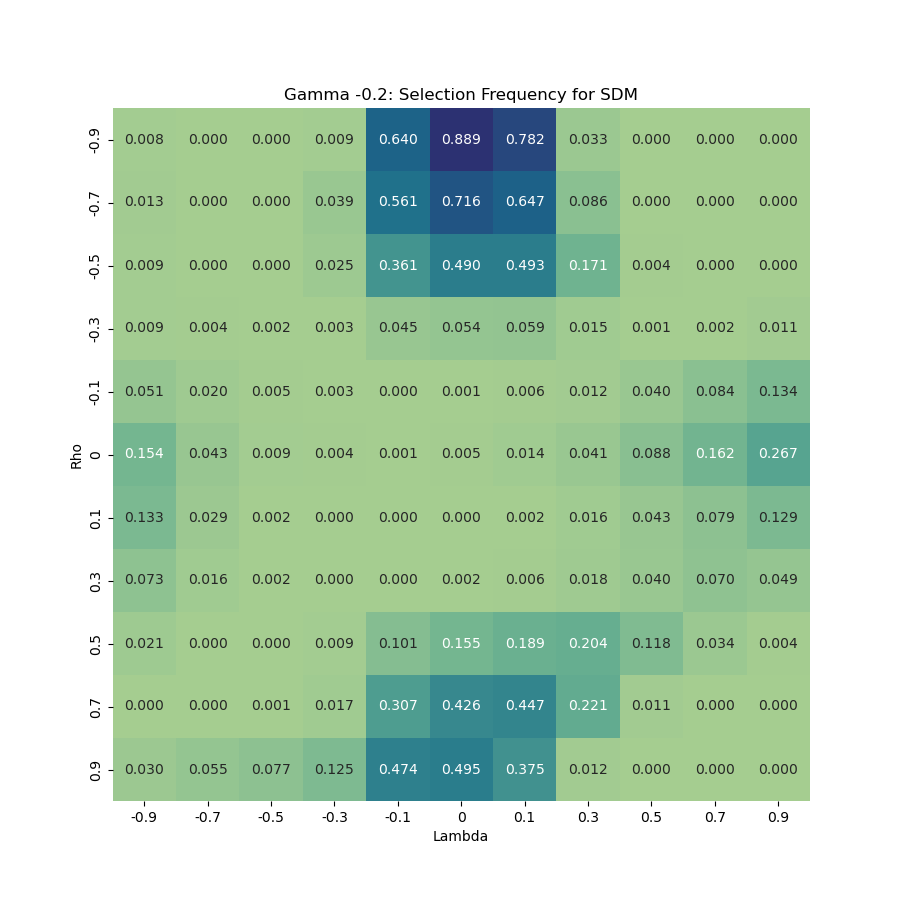 Gamma -0.2: Selection Frequency for SDM
-0.9 0.008 0.000 0.000 0.009 0.640 0.889 0.782 0.033 0.000 0.000 0.000
-0.7 0.013 0.000 0.000 0.039 0.561 0.716 0.647 0.086 0.000 0.000 0.000
-0.5 0.009 0.000 0.000 0.025 0.361 0.490 0.493 0.171 0.004 0.000 0.000
-0.3 0.009 0.004 0.002 0.003 0.045 0.054 0.059 0.015 0.001 0.002 0.011
-0.1 0.051 0.020 0.005 0.003 0.000 0.001 0.006 0.012 0.040 0.084 0.134
Rho
0 0.154 0.043 0.009 0.004 0.001 0.005 0.014 0.041 0.088 0.162 0.267
0.1 0.133 0.029 0.002 0.000 0.000 0.000 0.002 0.016 0.043 0.079 0.129
0.3 0.073 0.016 0.002 0.000 0.000 0.002 0.006 0.018 0.040 0.070 0.049
0.5 0.021 0.000 0.000 0.009 0.101 0.155 0.189 0.204 0.118 0.034 0.004
0.7 0.000 0.000 0.001 0.017 0.307 0.426 0.447 0.221 0.011 0.000 0.000
0.9 0.030 0.055 0.077 0.125 0.474 0.495 0.375 0.012 0.000 0.000 0.000
-0.9 -0.7 -0.5 -0.3 -0.1 0 0.1 0.3 0.5 0.7 0.9
Lambda